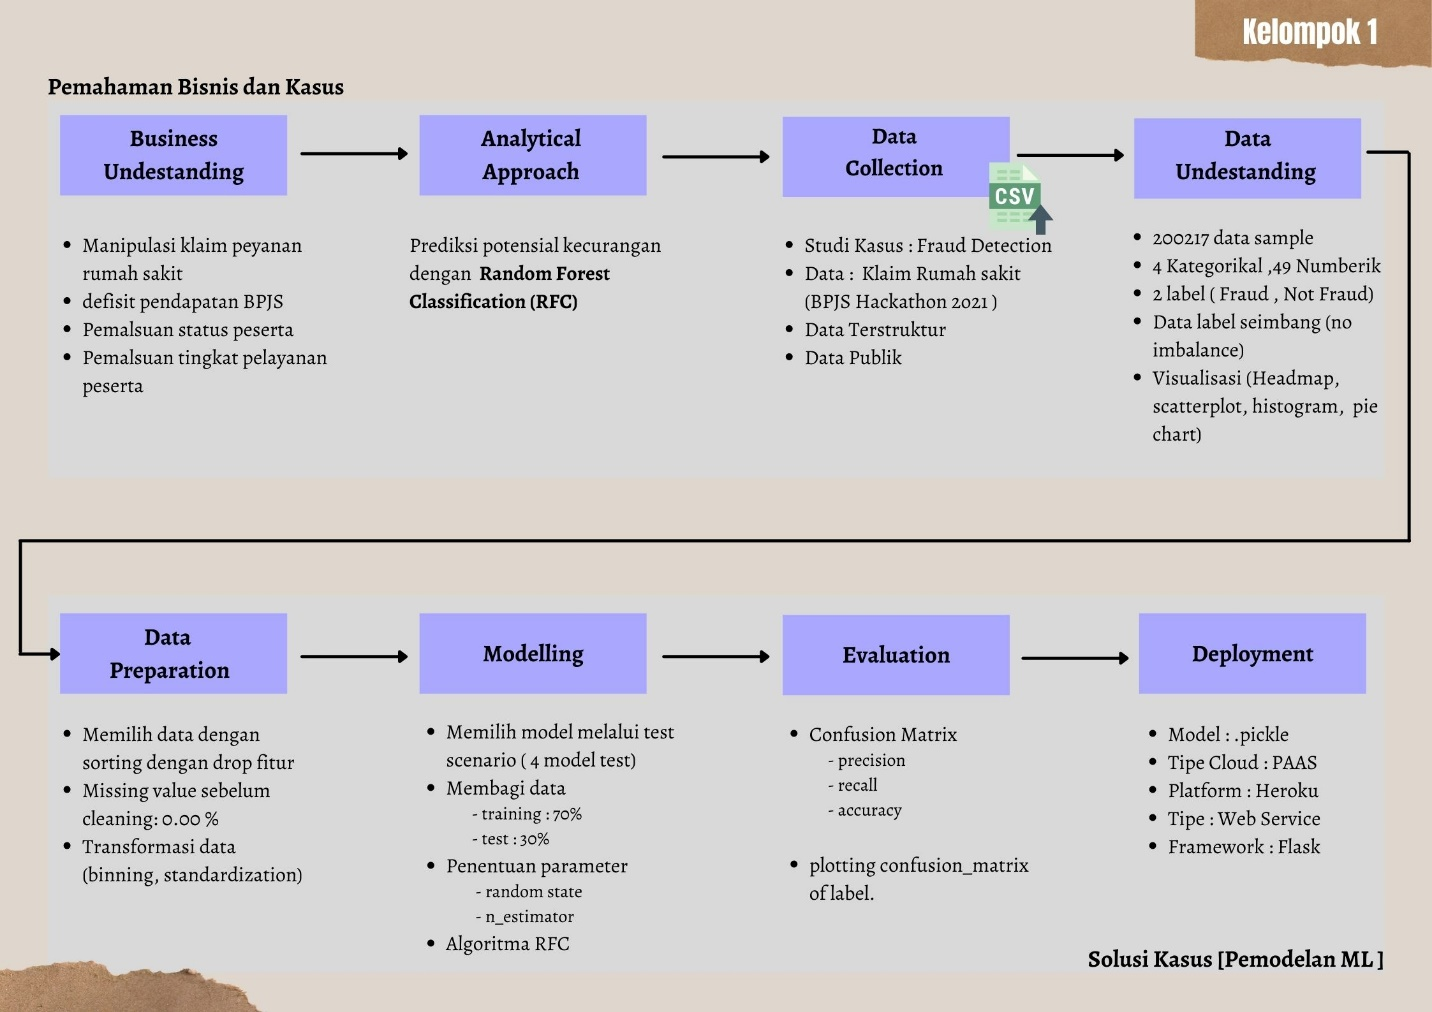 Kelompok 1
Pemahaman Bisnis dan Kasus
Business
Undestanding
Manipulasi klaim peyanan
rumah sakit
defisit pendapatan BPJS
Pemalsuan status peserta
Pemalsuan tingkat pelayanan
peserta
Analytical
Approach
Prediksi potensial kecurangan
dengan Random Forest
Classification (RFC)
Data
Collection
CSV
Studi Kasus : Fraud Detection
Data : Klaim Rumah sakit
(BPJS Hackathon 2021 )
Data Terstruktur
Data Publik
Data
Undestanding
200217 data sample
4 Kategorikal ,49 Numberik
2 label ( Fraud , Not Fraud)
Data label seimbang (no
imbalance)
Visualisasi (Headmap,
scatterplot, histogram, pie
chart)
Data
Preparation
Memilih data dengan
sorting dengan drop fitur
Missing value sebelum
cleaning: 0.00 %
Transformasi data
(binning, standardization)
Modelling
Memilih model melalui test
scenario ( 4 model test)
Membagi data
- training : 70%
- test : 30%
Penentuan parameter
- random state
- n_estimator
Algoritma RFC
Evaluation
Confusion Matrix
- precision
- recall
- accuracy
plotting confusion_matrix
of label.
Deployment
Model : .pickle
Tipe Cloud : PAAS
Platform : Heroku
Tipe : Web Service
Framework : Flask
Solusi Kasus [Pemodelan ML ]